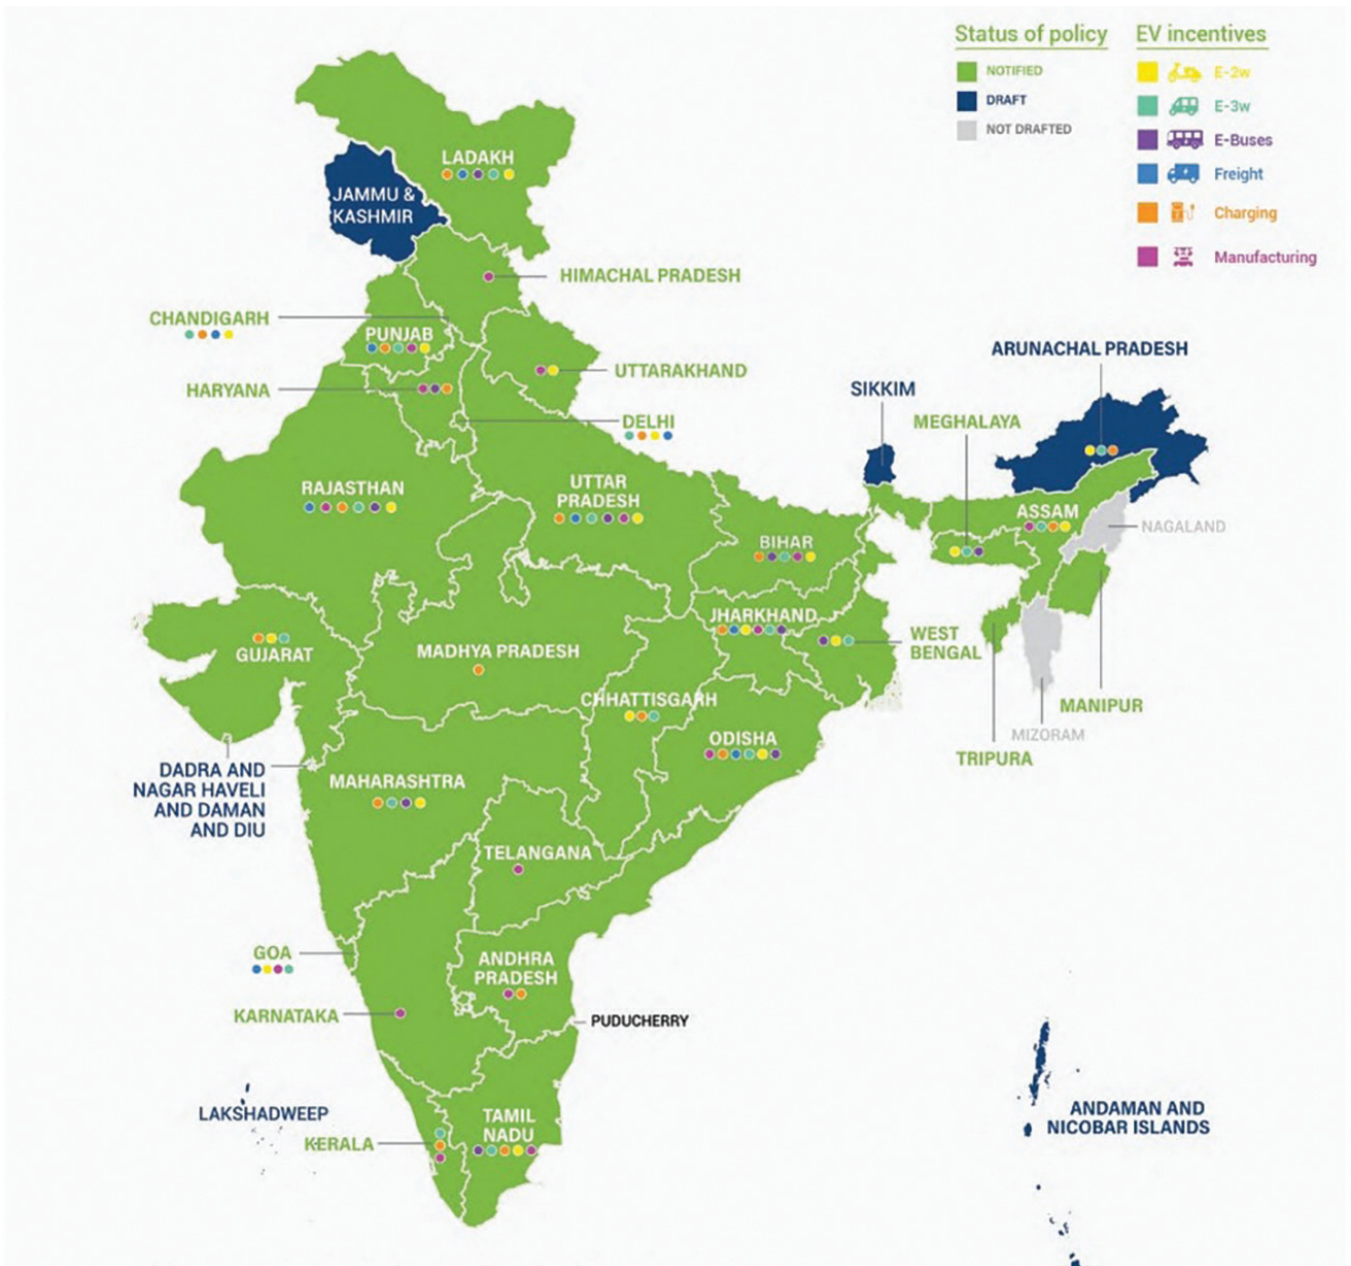 Status of policy
NOTIFIED
DRAFT
NOT DRAFTED
EV incentives
E-2w
E-3w
E-Buses
Freight
Charging
Manufacturing
LADAKH
JAMMU &
KASHMIR
HIMACHAL PRADESH
CHANDIGARH
PUNJAB
UTTARAKHAND
HARYANA
DELHI
ARUNACHAL PRADESH
SIKKIM
MEGHALAYA
RAJASTHAN
UTTAR
PRADESH
BIHAR
ASSAM
NAGALAND
GUJARAT
MADHYA PRADESH
JHARKHAND
WEST
BENGAL
CHHATTISGARH
ODISHA
MANIPUR
MIZORAM
TRIPURA
DADRA AND
NAGAR HAVELI
AND DAMAN
AND DIU
MAHARASHTRA
TELANGANA
GOA
ANDHRA
PRADESH
KARNATAKA
PUDUCHERRY
LAKSHADWEEP
KERALA
TAMIL
NADU
ANDAMAN AND
NICOBAR ISLANDS